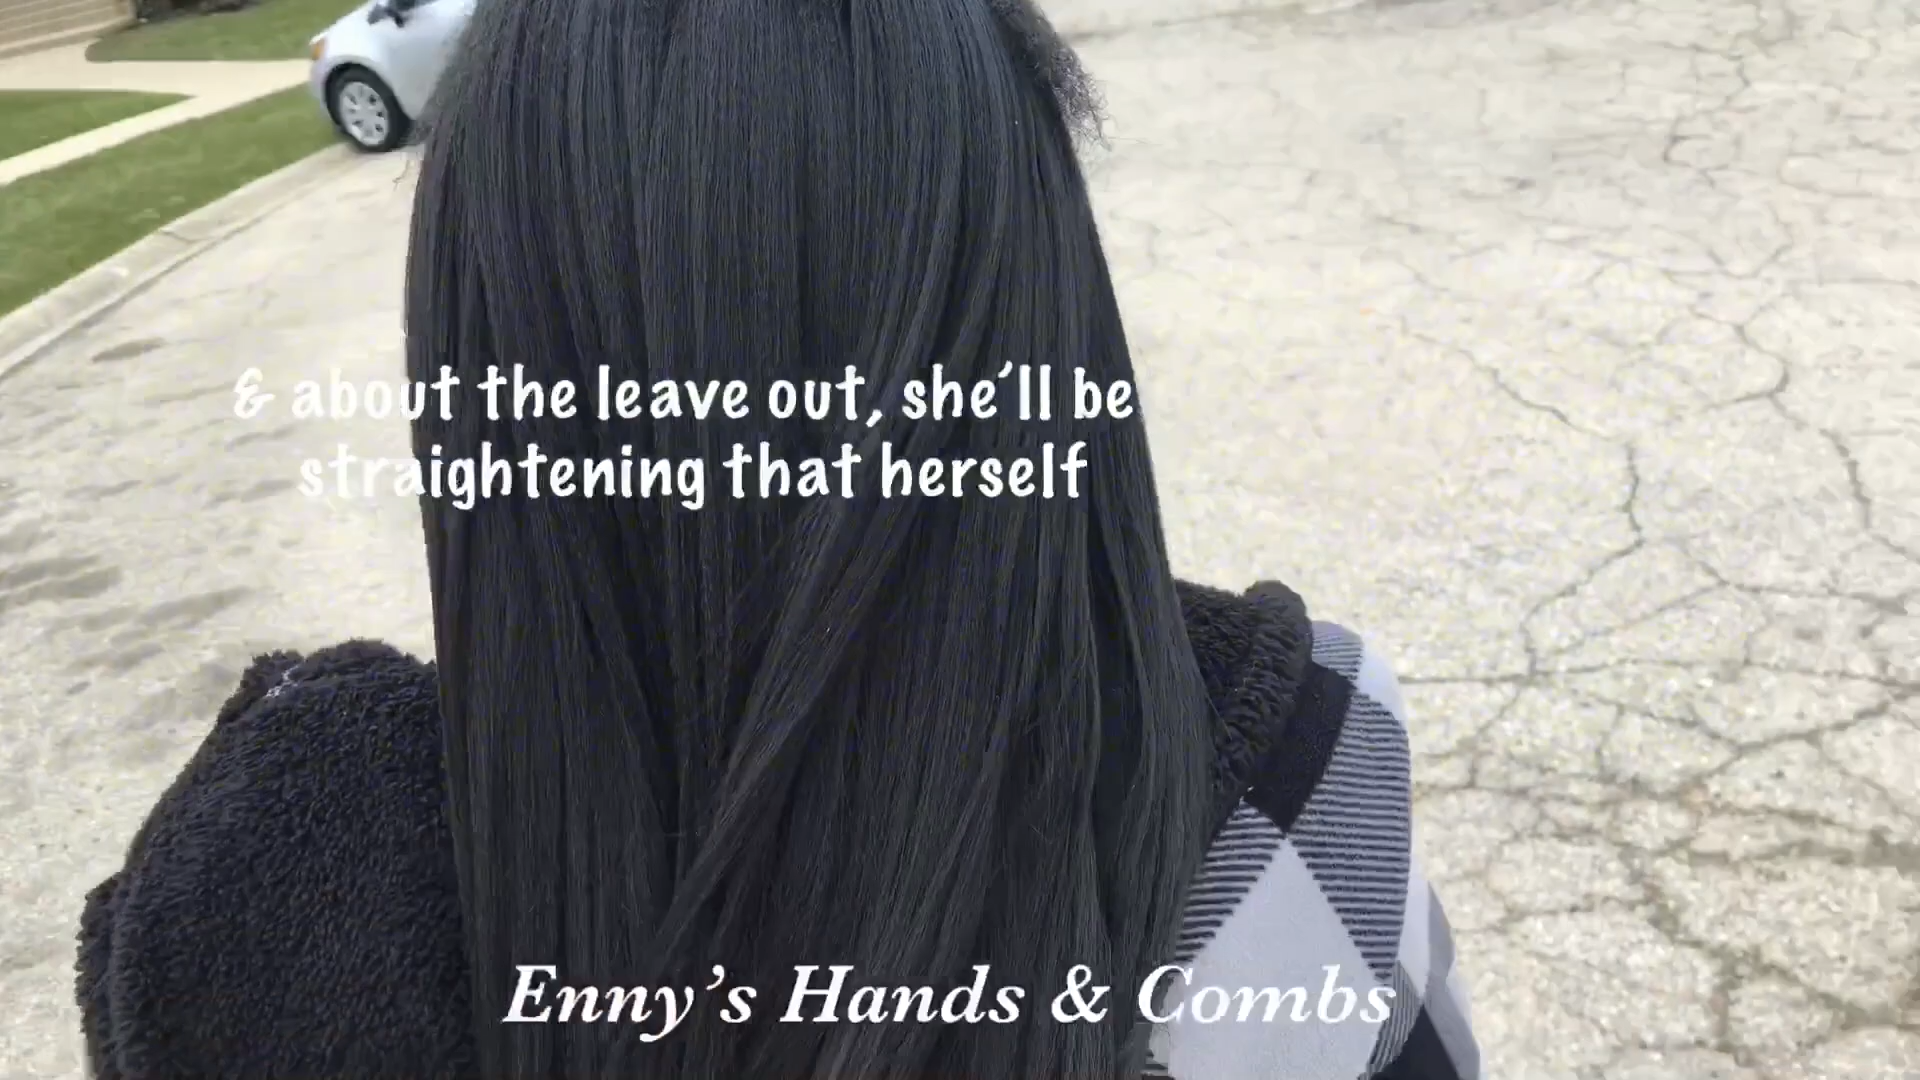 & about the leave out, she'll be
straightening that herself
Enny's Hands & Combs